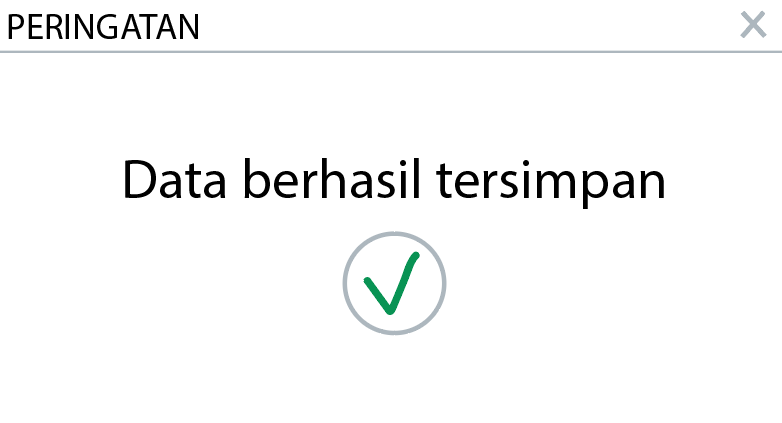 PERINGATAN
Data berhasil tersimpan